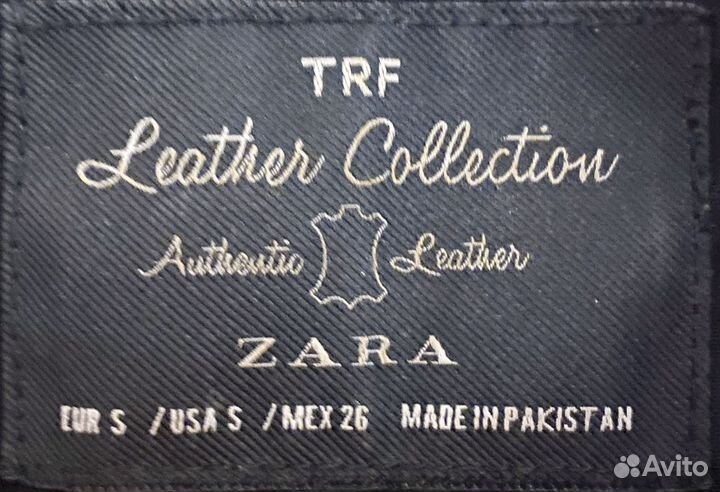 TRF
Leather Collection
Authentic Leather
ZARA
EUR S / USA S / MEX 26 MADE IN PAKISTAN
Avito